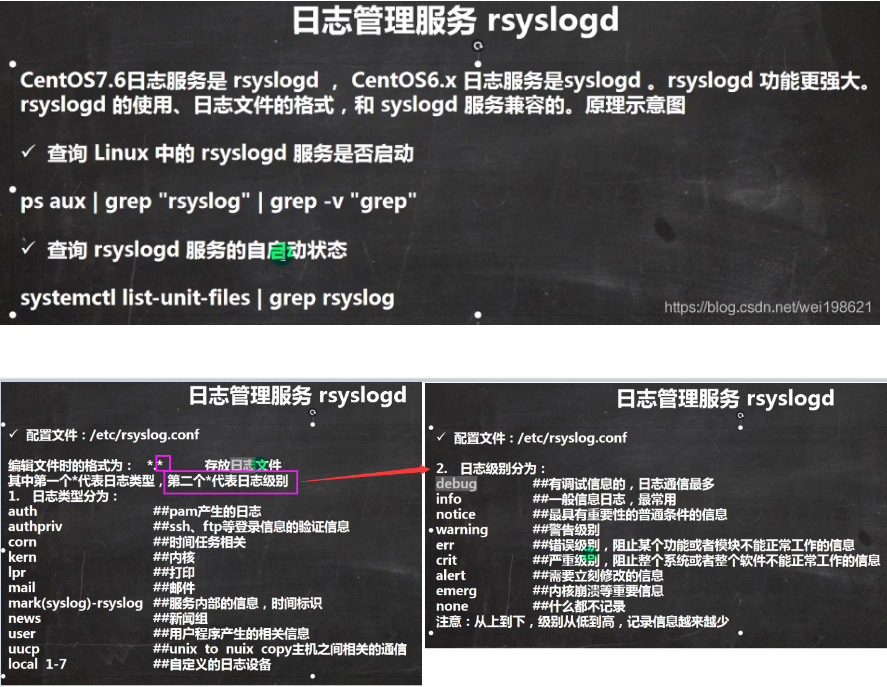 日志管理服务 rsyslogd
CentOS7.6日志服务是 rsyslogd ， CentOS6.x 日志服务是syslogd 。rsyslogd 功能更强大。
rsyslogd 的使用、日志文件的格式，和 syslogd 服务兼容的。原理示意图
✓ 查询 Linux 中的 rsyslogd 服务是否启动
ps aux | grep "rsyslog" | grep -v "grep"
✓ 查询 rsyslogd 服务的自启动状态
systemctl list-unit-files | grep rsyslog
https://blog.csdn.net/wei198621
日志管理服务 rsyslogd
✓ 配置文件：/etc/rsyslog.conf
编辑文件时的格式为： *.* 存放日志文件
其中第一个*代表日志类型，第二个*代表日志级别
1. 日志类型分为：
auth ##pam产生的日志
authpriv ##ssh、ftp等登录信息的验证信息
corn ##时间任务相关
kern ##内核
lpr ##打印
mail ##邮件
mark(syslog)-rsyslog ##服务内部的信息，时间标识
news ##新闻组
user ##用户程序产生的相关信息
uucp ##unix to nuix copy主机之间相关的通信
local 1-7 ##自定义的日志设备
日志管理服务 rsyslogd
✓ 配置文件：/etc/rsyslog.conf
2. 日志级别分为：
debug ##有调试信息的，日志通信最多
info ##一般信息日志，最常用
notice ##最具有重要性的普通条件的信息
warning ##警告级别
err ##错误级别，阻止某个功能或者模块不能正常工作的信息
crit ##严重级别，阻止整个系统或者整个软件不能正常工作的信息
alert ##需要立刻修改的信息
emerg ##内核崩溃等重要信息
none ##什么都不记录
注意：从上到下，级别从低到高，记录信息越来越少